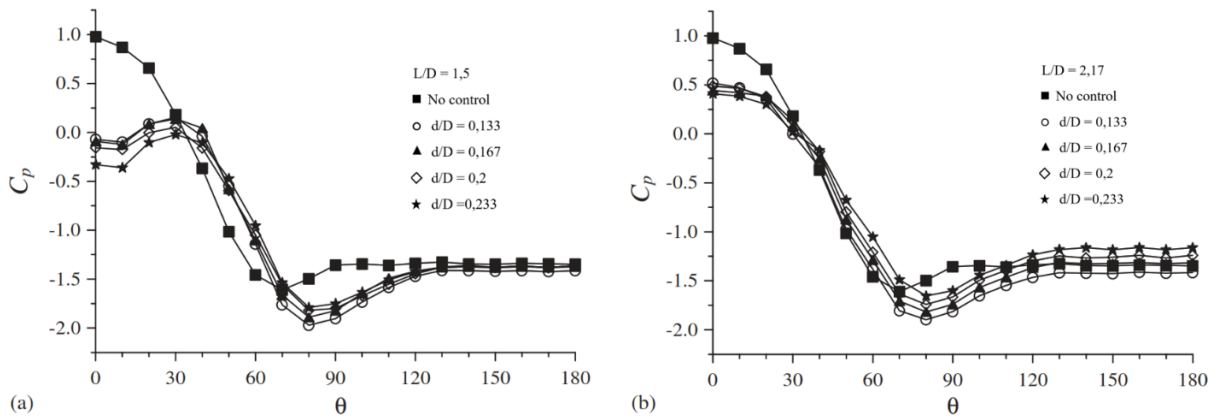 (a)
1.0
0.5
0.0
-0.5
-1.0
-1.5
-2.0
C_p
0 30 60 90 120 150 180
θ
L/D = 1,5
No control
d/D = 0,133
d/D = 0,167
d/D = 0,2
d/D =0,233
(b)
1.0
0.5
0.0
-0.5
-1.0
-1.5
-2.0
C_p
0 30 60 90 120 150 180
θ
L/D = 2,17
No control
d/D = 0,133
d/D = 0,167
d/D = 0,2
d/D =0,233